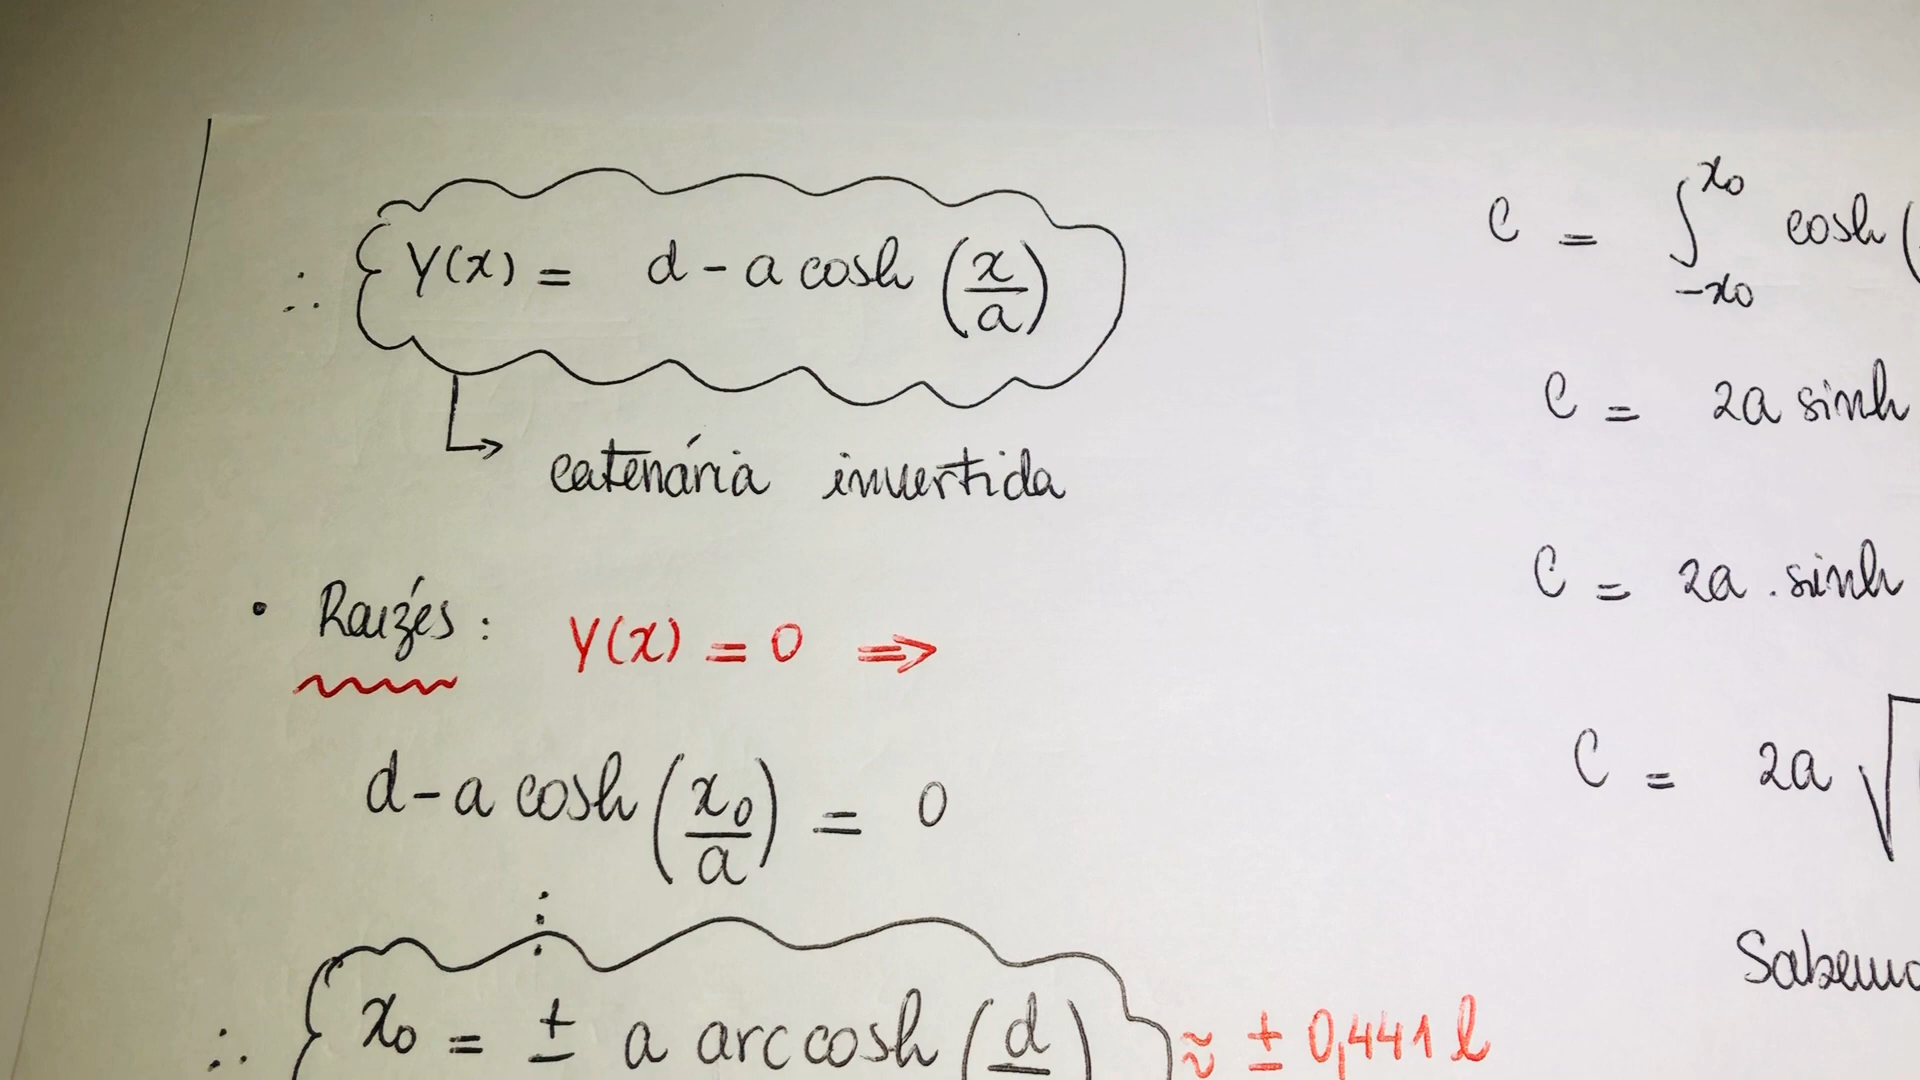 ∴ Y(x) = d - a cosh (x/a)
catenária invertida
• Raízes: Y(x) = 0 ⇒
d - a cosh (x₀/a) = 0
⋮
∴ x₀ = ± a arccosh (d ≈ ± 0,441 l
C = ∫_{-x₀}^{x₀} cosh (
C = 2a sinh
C = 2a . sinh
C = 2a √